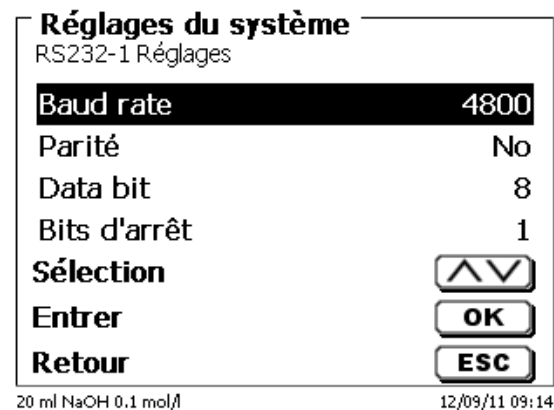 Réglages du système
RS232-1 Réglages
Baud rate 4800
Parité No
Data bit 8
Bits d'arrêt 1
Sélection
Entrer OK
Retour ESC
20 ml NaOH 0.1 mol/l 12/09/11 09:14